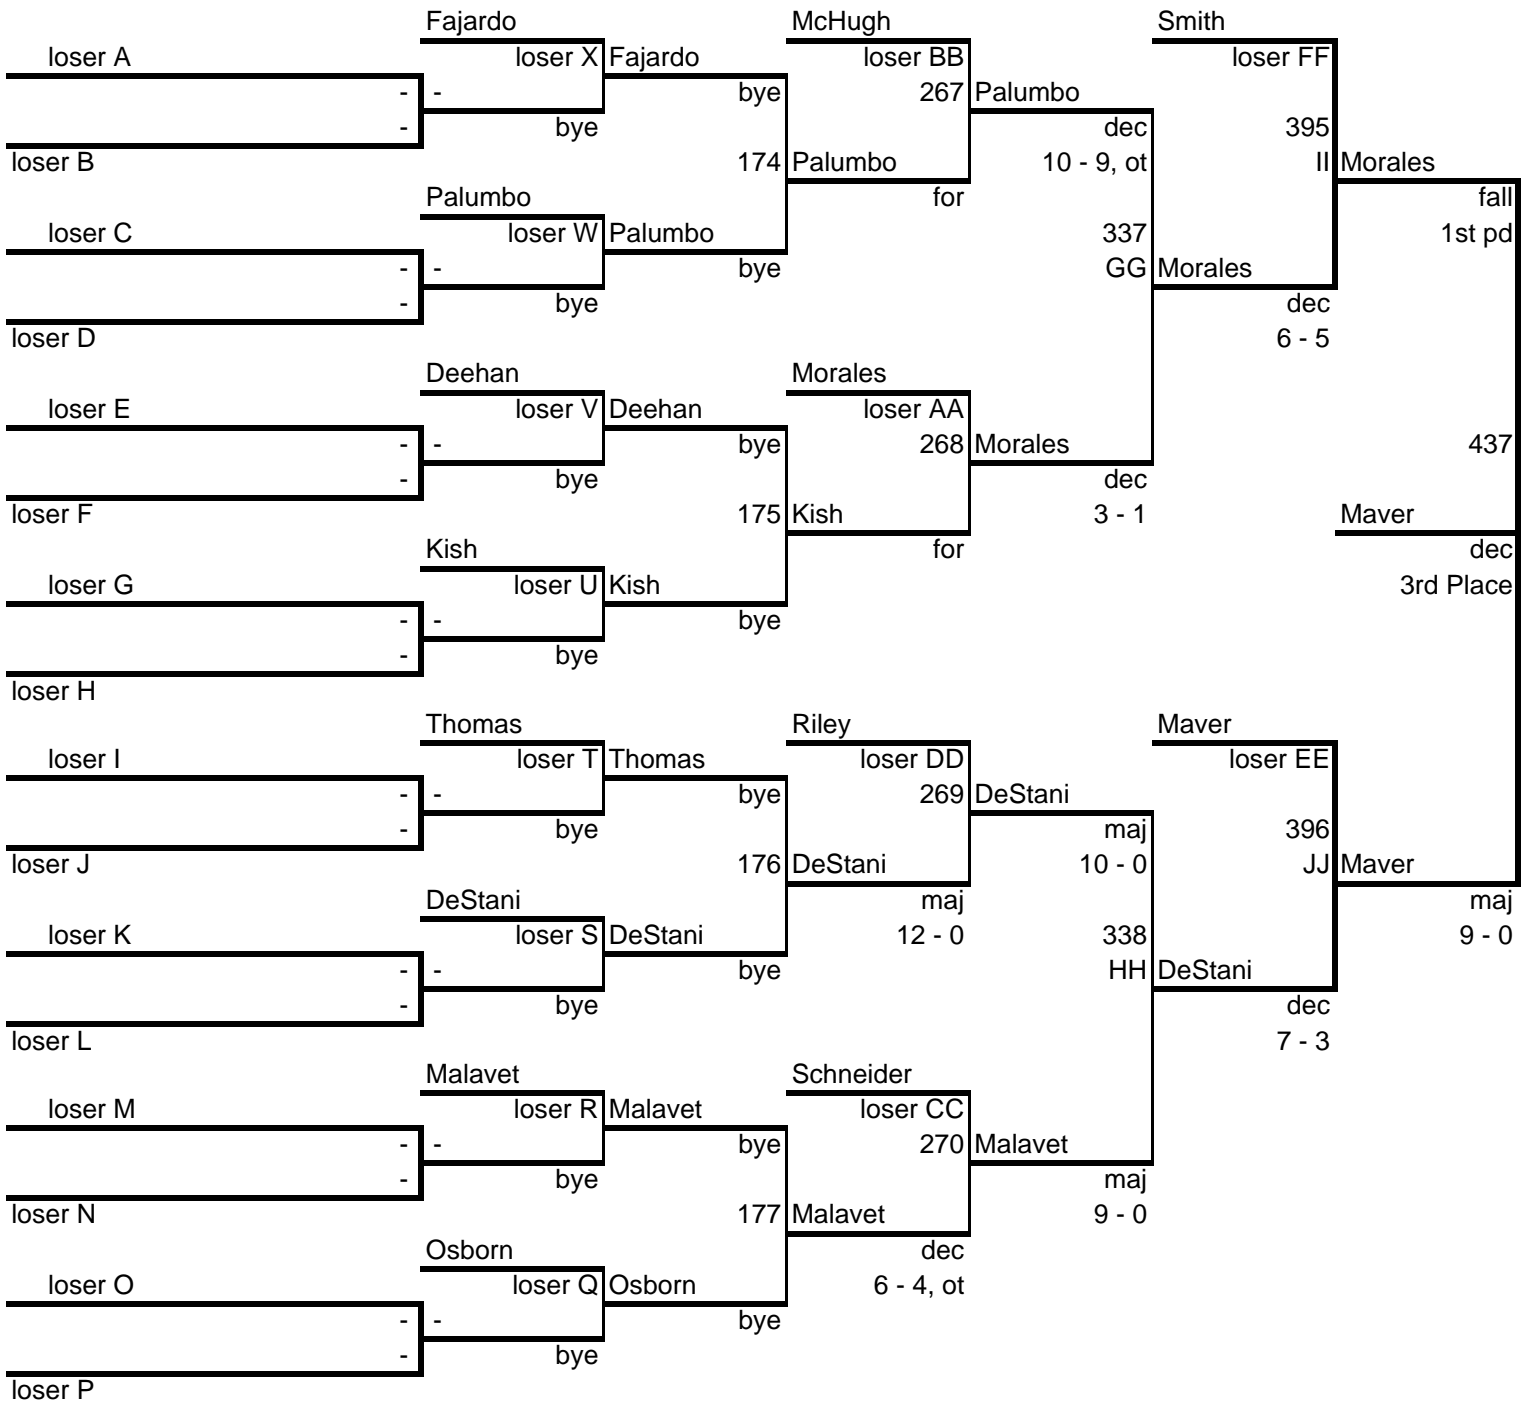 Fajardo McHugh Smith
loser A loser X Fajardo loser BB loser FF
- - bye 267 Palumbo
- bye dec 395
loser B 174 Palumbo 10 - 9, ot II Morales
Palumbo for fall
loser C loser W Palumbo 337 1st pd
- - bye GG Morales
- bye dec
loser D 6 - 5
Deehan Morales
loser E loser V Deehan loser AA
- - bye 268 Morales 437
- bye dec
loser F 175 Kish 3 - 1 Maver
Kish for dec
loser G loser U Kish 3rd Place
- - bye
- bye
loser H
Thomas Riley Maver
loser I loser T Thomas loser DD loser EE
- - bye 269 DeStani
- bye maj 396
loser J 176 DeStani 10 - 0 JJ Maver
DeStani maj maj
loser K loser S DeStani 12 - 0 338 9 - 0
- - bye HH DeStani
- bye dec
loser L 7 - 3
Malavet Schneider
loser M loser R Malavet loser CC
- - bye 270 Malavet
- bye maj
loser N 177 Malavet 9 - 0
Osborn dec
loser O loser Q Osborn 6 - 4, ot
- - bye
- bye
loser P